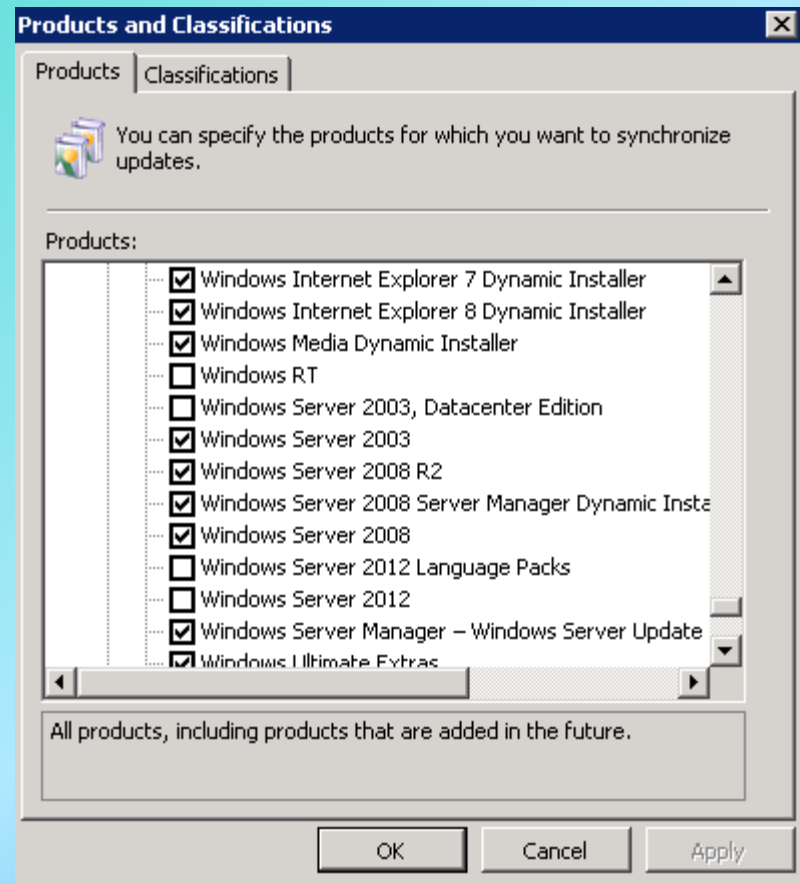 Products and Classifications
Products
Classifications
You can specify the products for which you want to synchronize
updates.
Products:
Windows Internet Explorer 7 Dynamic Installer
Windows Internet Explorer 8 Dynamic Installer
Windows Media Dynamic Installer
Windows RT
Windows Server 2003, Datacenter Edition
Windows Server 2003
Windows Server 2008 R2
Windows Server 2008 Server Manager Dynamic Insta
Windows Server 2008
Windows Server 2012 Language Packs
Windows Server 2012
Windows Server Manager – Windows Server Update
Windows Ultimate Extras
All products, including products that are added in the future.
OK
Cancel
Apply